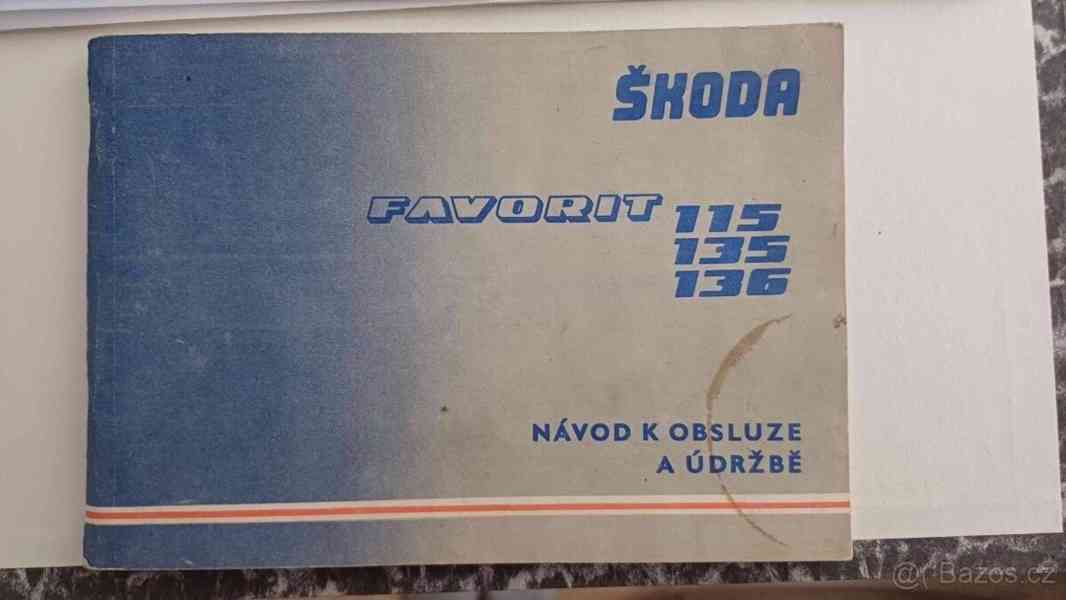 ŠKODA
FAVORIT 115
135
136
NÁVOD K OBSLUZE
A ÚDRŽBĚ
@ Bazos.cz